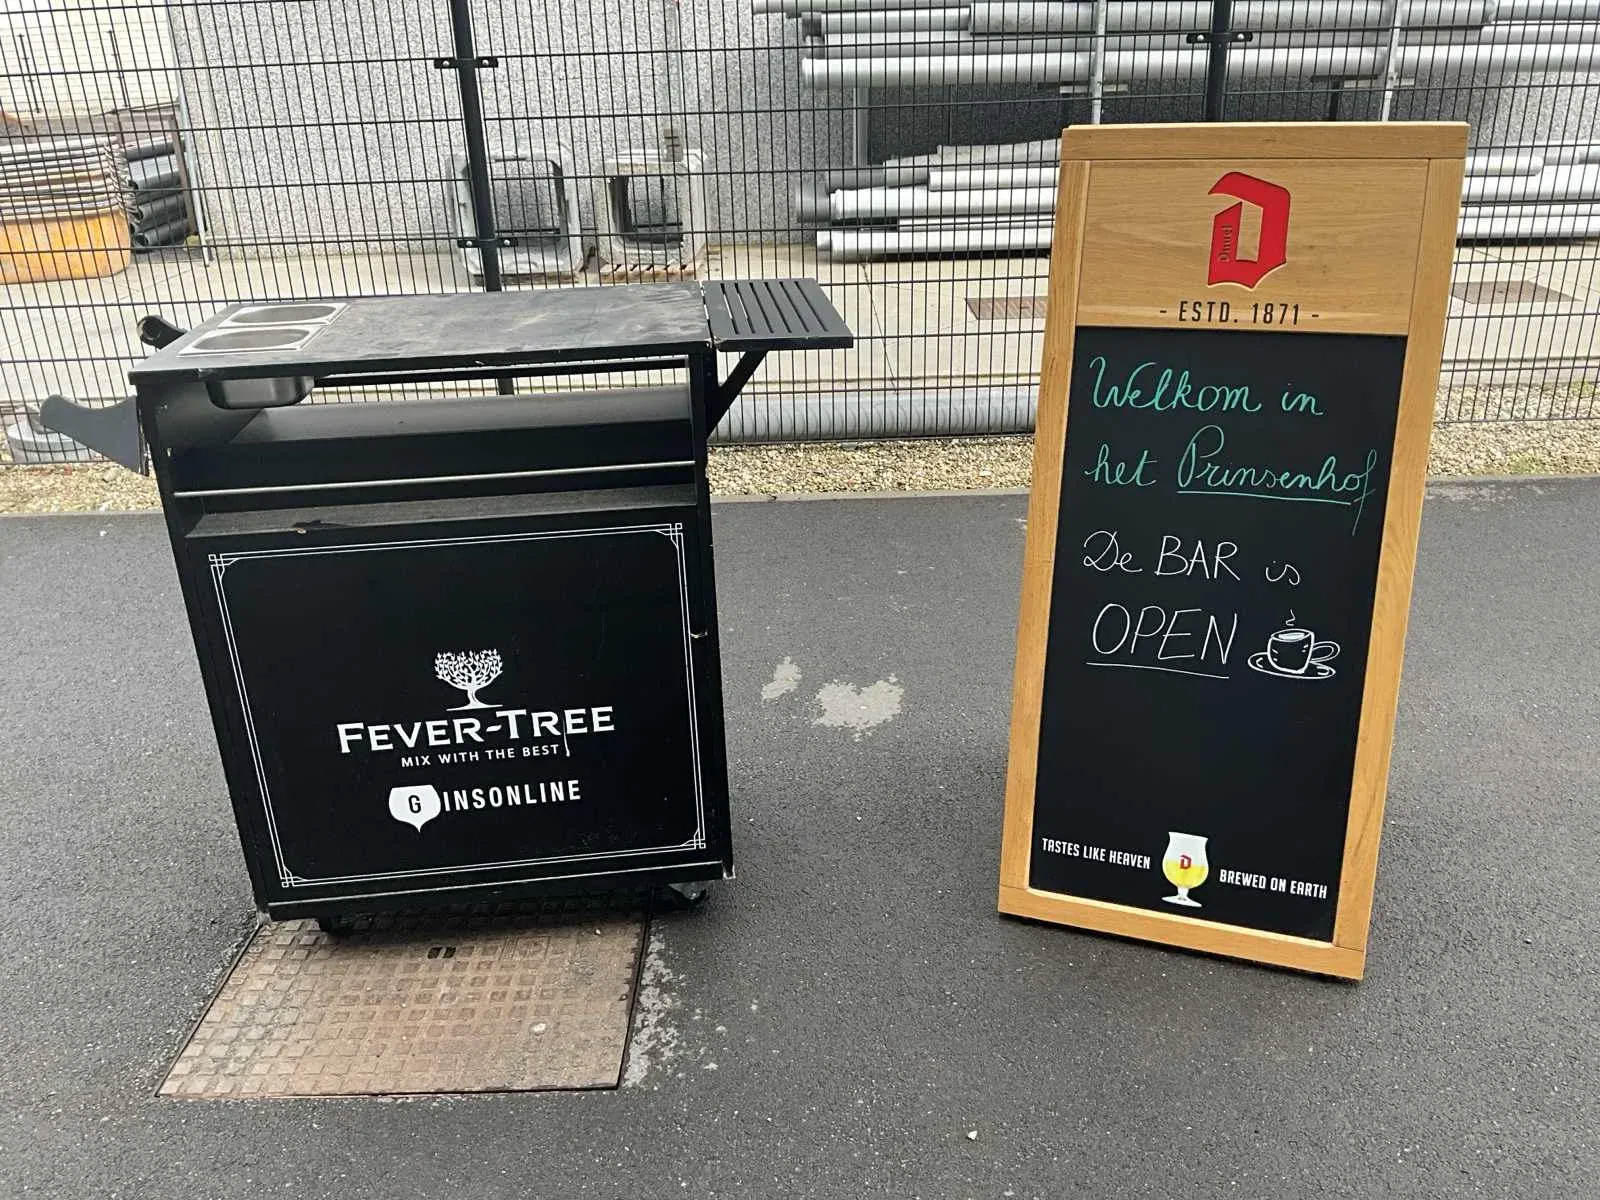 FEVER-TREE
MIX WITH THE BEST
GINSONLINE
D
Duvel
- ESTD. 1871 -
Welkom in
het Prinsenhof
De BAR is
OPEN
TASTES LIKE HEAVEN
D
BREWED ON EARTH